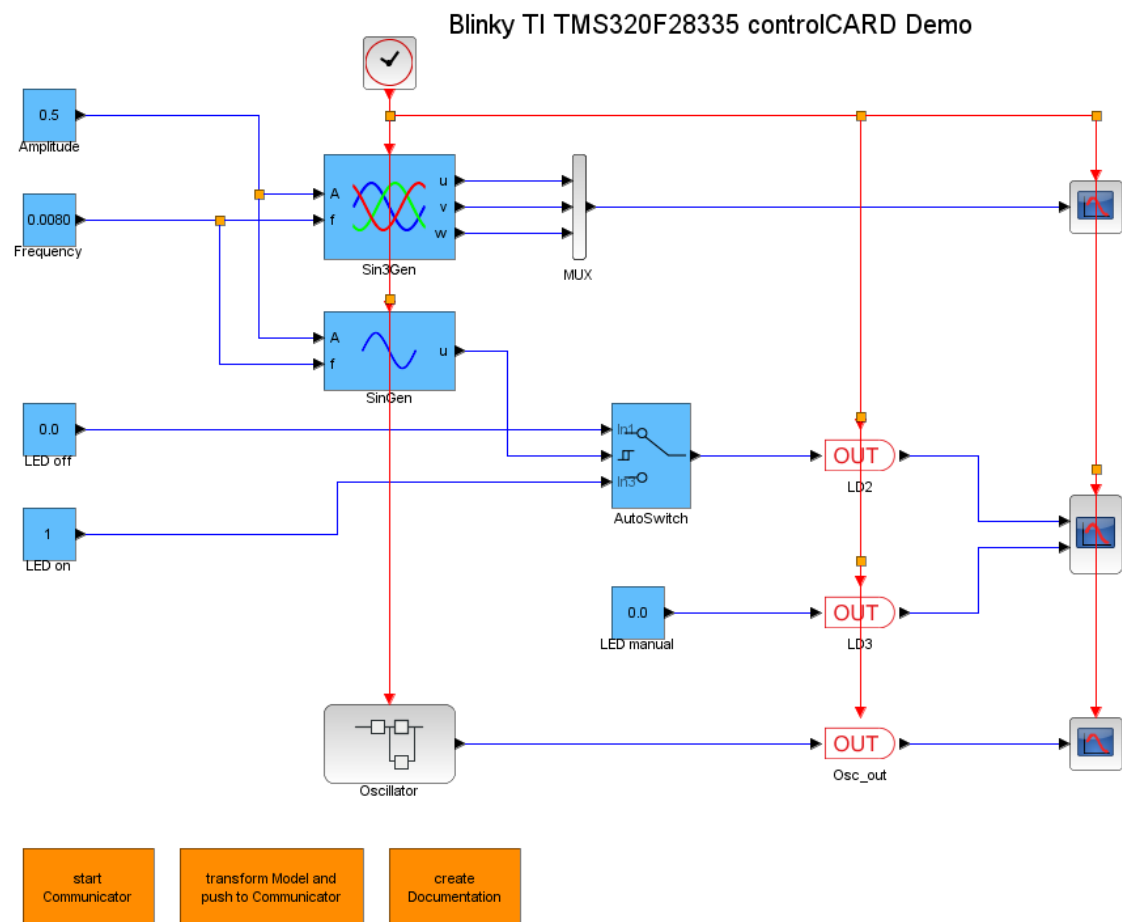 Blinky TI TMS320F28335 controlCARD Demo
0.5
Amplitude
0.0080
Frequency
A
f
u
v
w
Sin3Gen
MUX
A
f
u
SinGen
0.0
LED off
1
LED on
In1
In3
AutoSwitch
OUT
LD2
0.0
LED manual
OUT
LD3
Oscillator
OUT
Osc_out
start
Communicator
transform Model and
push to Communicator
create
Documentation